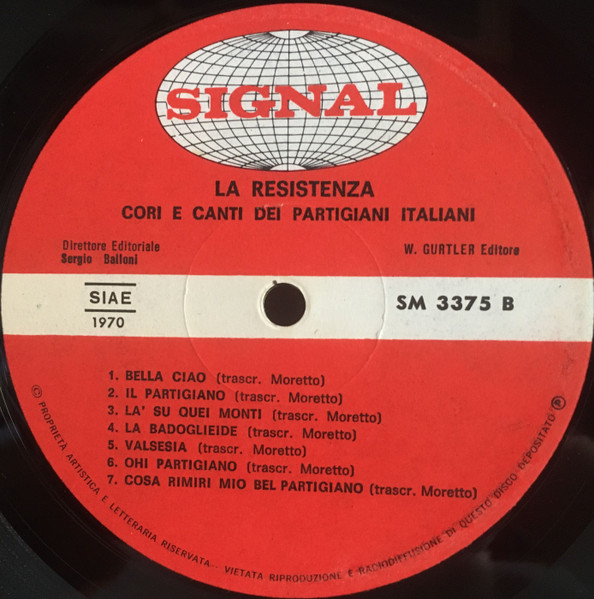 SIGNAL
LA RESISTENZA
CORI E CANTI DEI PARTIGIANI ITALIANI
Direttore Editoriale
Sergio Balloni
W. GURTLER Editore
SIAE
1970
SM 3375 B
1. BELLA CIAO (trascr. Moretto)
2. IL PARTIGIANO (trascr. Moretto)
3. LA' SU QUEI MONTI (trascr. Moretto)
4. LA BADOGLIEIDE (trascr. Moretto)
5. VALSESIA (trascr. Moretto)
6. OHI PARTIGIANO (trascr. Moretto)
7. COSA RIMIRI MIO BEL PARTIGIANO (trascr. Moretto)
© PROPRIETÀ ARTISTICA E LETTERARIA RISERVATA... VIETATA RIPRODUZIONE E RADIODIFFUSIONE DI QUESTO DISCO DEPOSITATO ℗